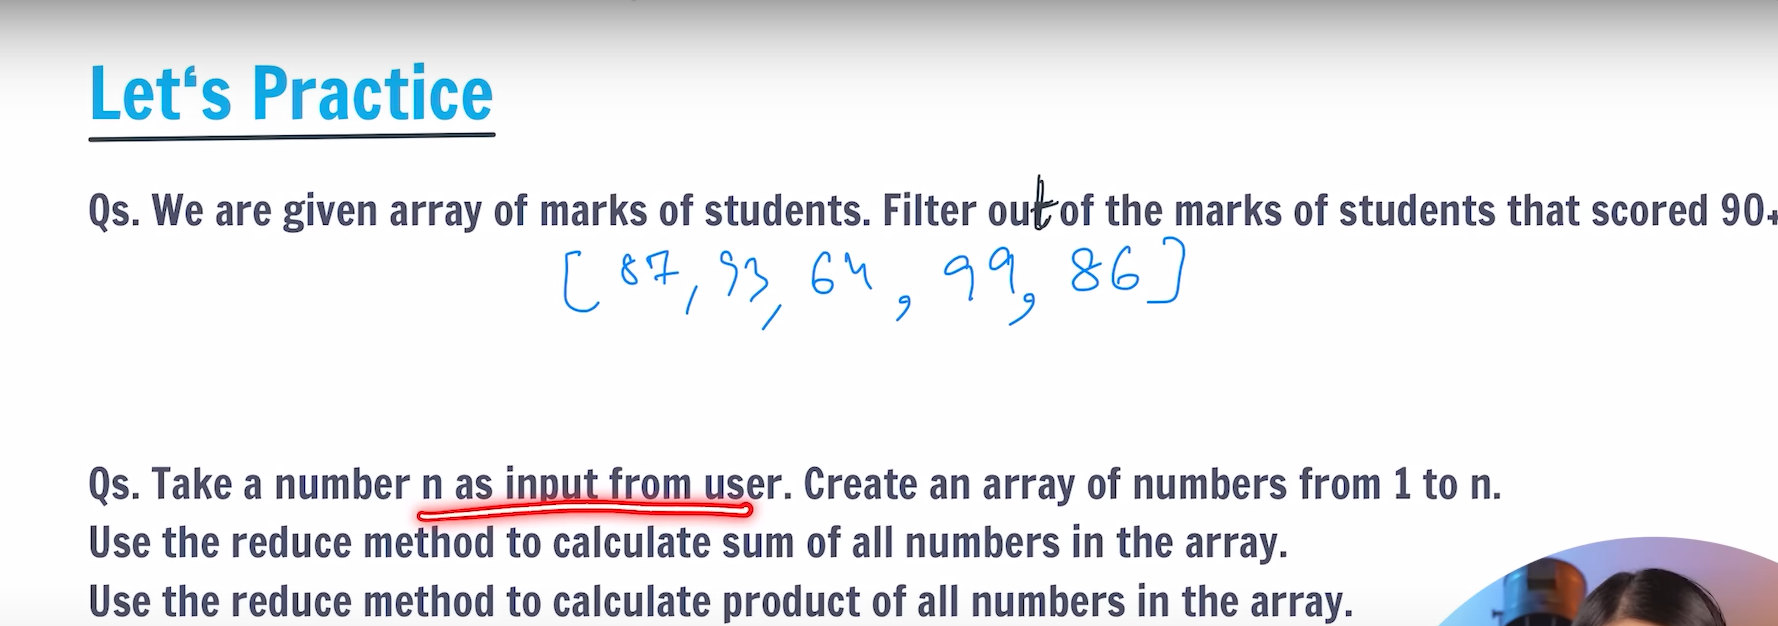 Let‘s Practice
Qs. We are given array of marks of students. Filter out of the marks of students that scored 90+
[87, 93, 64, 99, 86]
Qs. Take a number n as input from user. Create an array of numbers from 1 to n.
Use the reduce method to calculate sum of all numbers in the array.
Use the reduce method to calculate product of all numbers in the array.